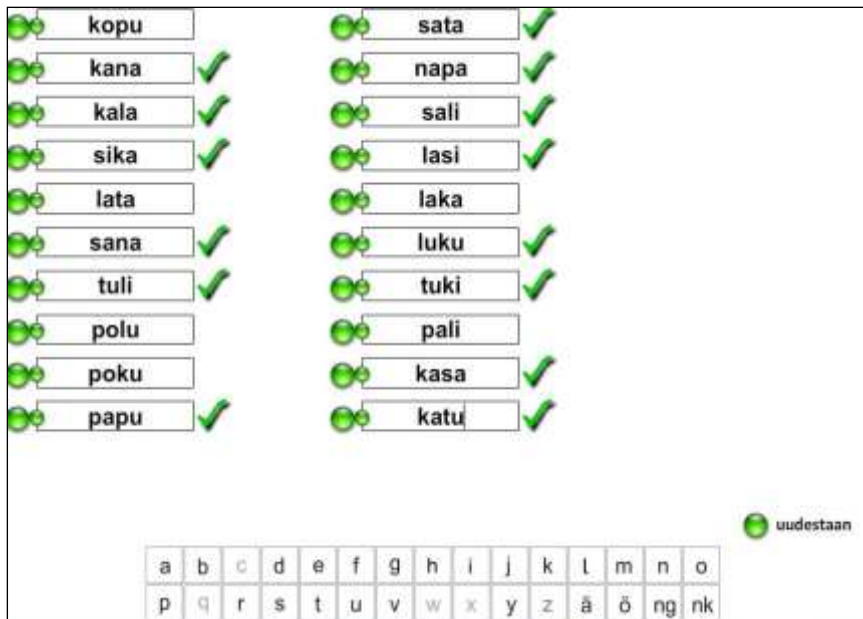 kopu
kana
kala
sika
lata
sana
tuli
polu
poku
papu
sata
napa
sali
lasi
laka
luku
tuki
pali
kasa
katu
uudestaan
a b c d e f g h i j k l m n o
p q r s t u v w x y z ä ö ng nk